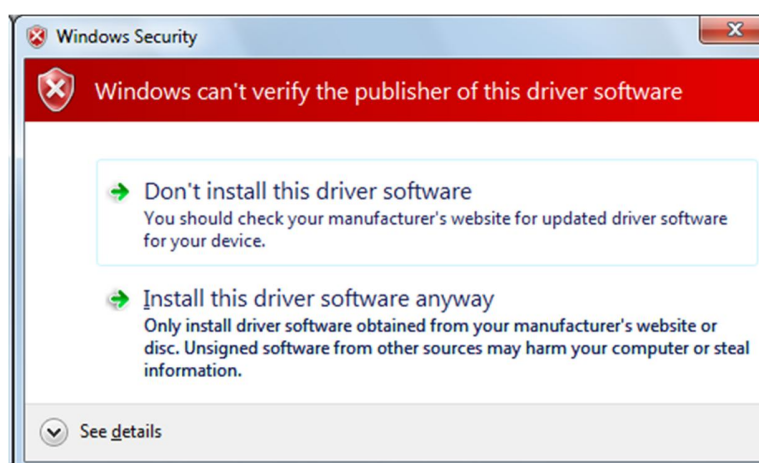 Windows Security
Windows can't verify the publisher of this driver software
Don't install this driver software
You should check your manufacturer's website for updated driver software
for your device.
Install this driver software anyway
Only install driver software obtained from your manufacturer's website or
disc. Unsigned software from other sources may harm your computer or steal
information.
See details